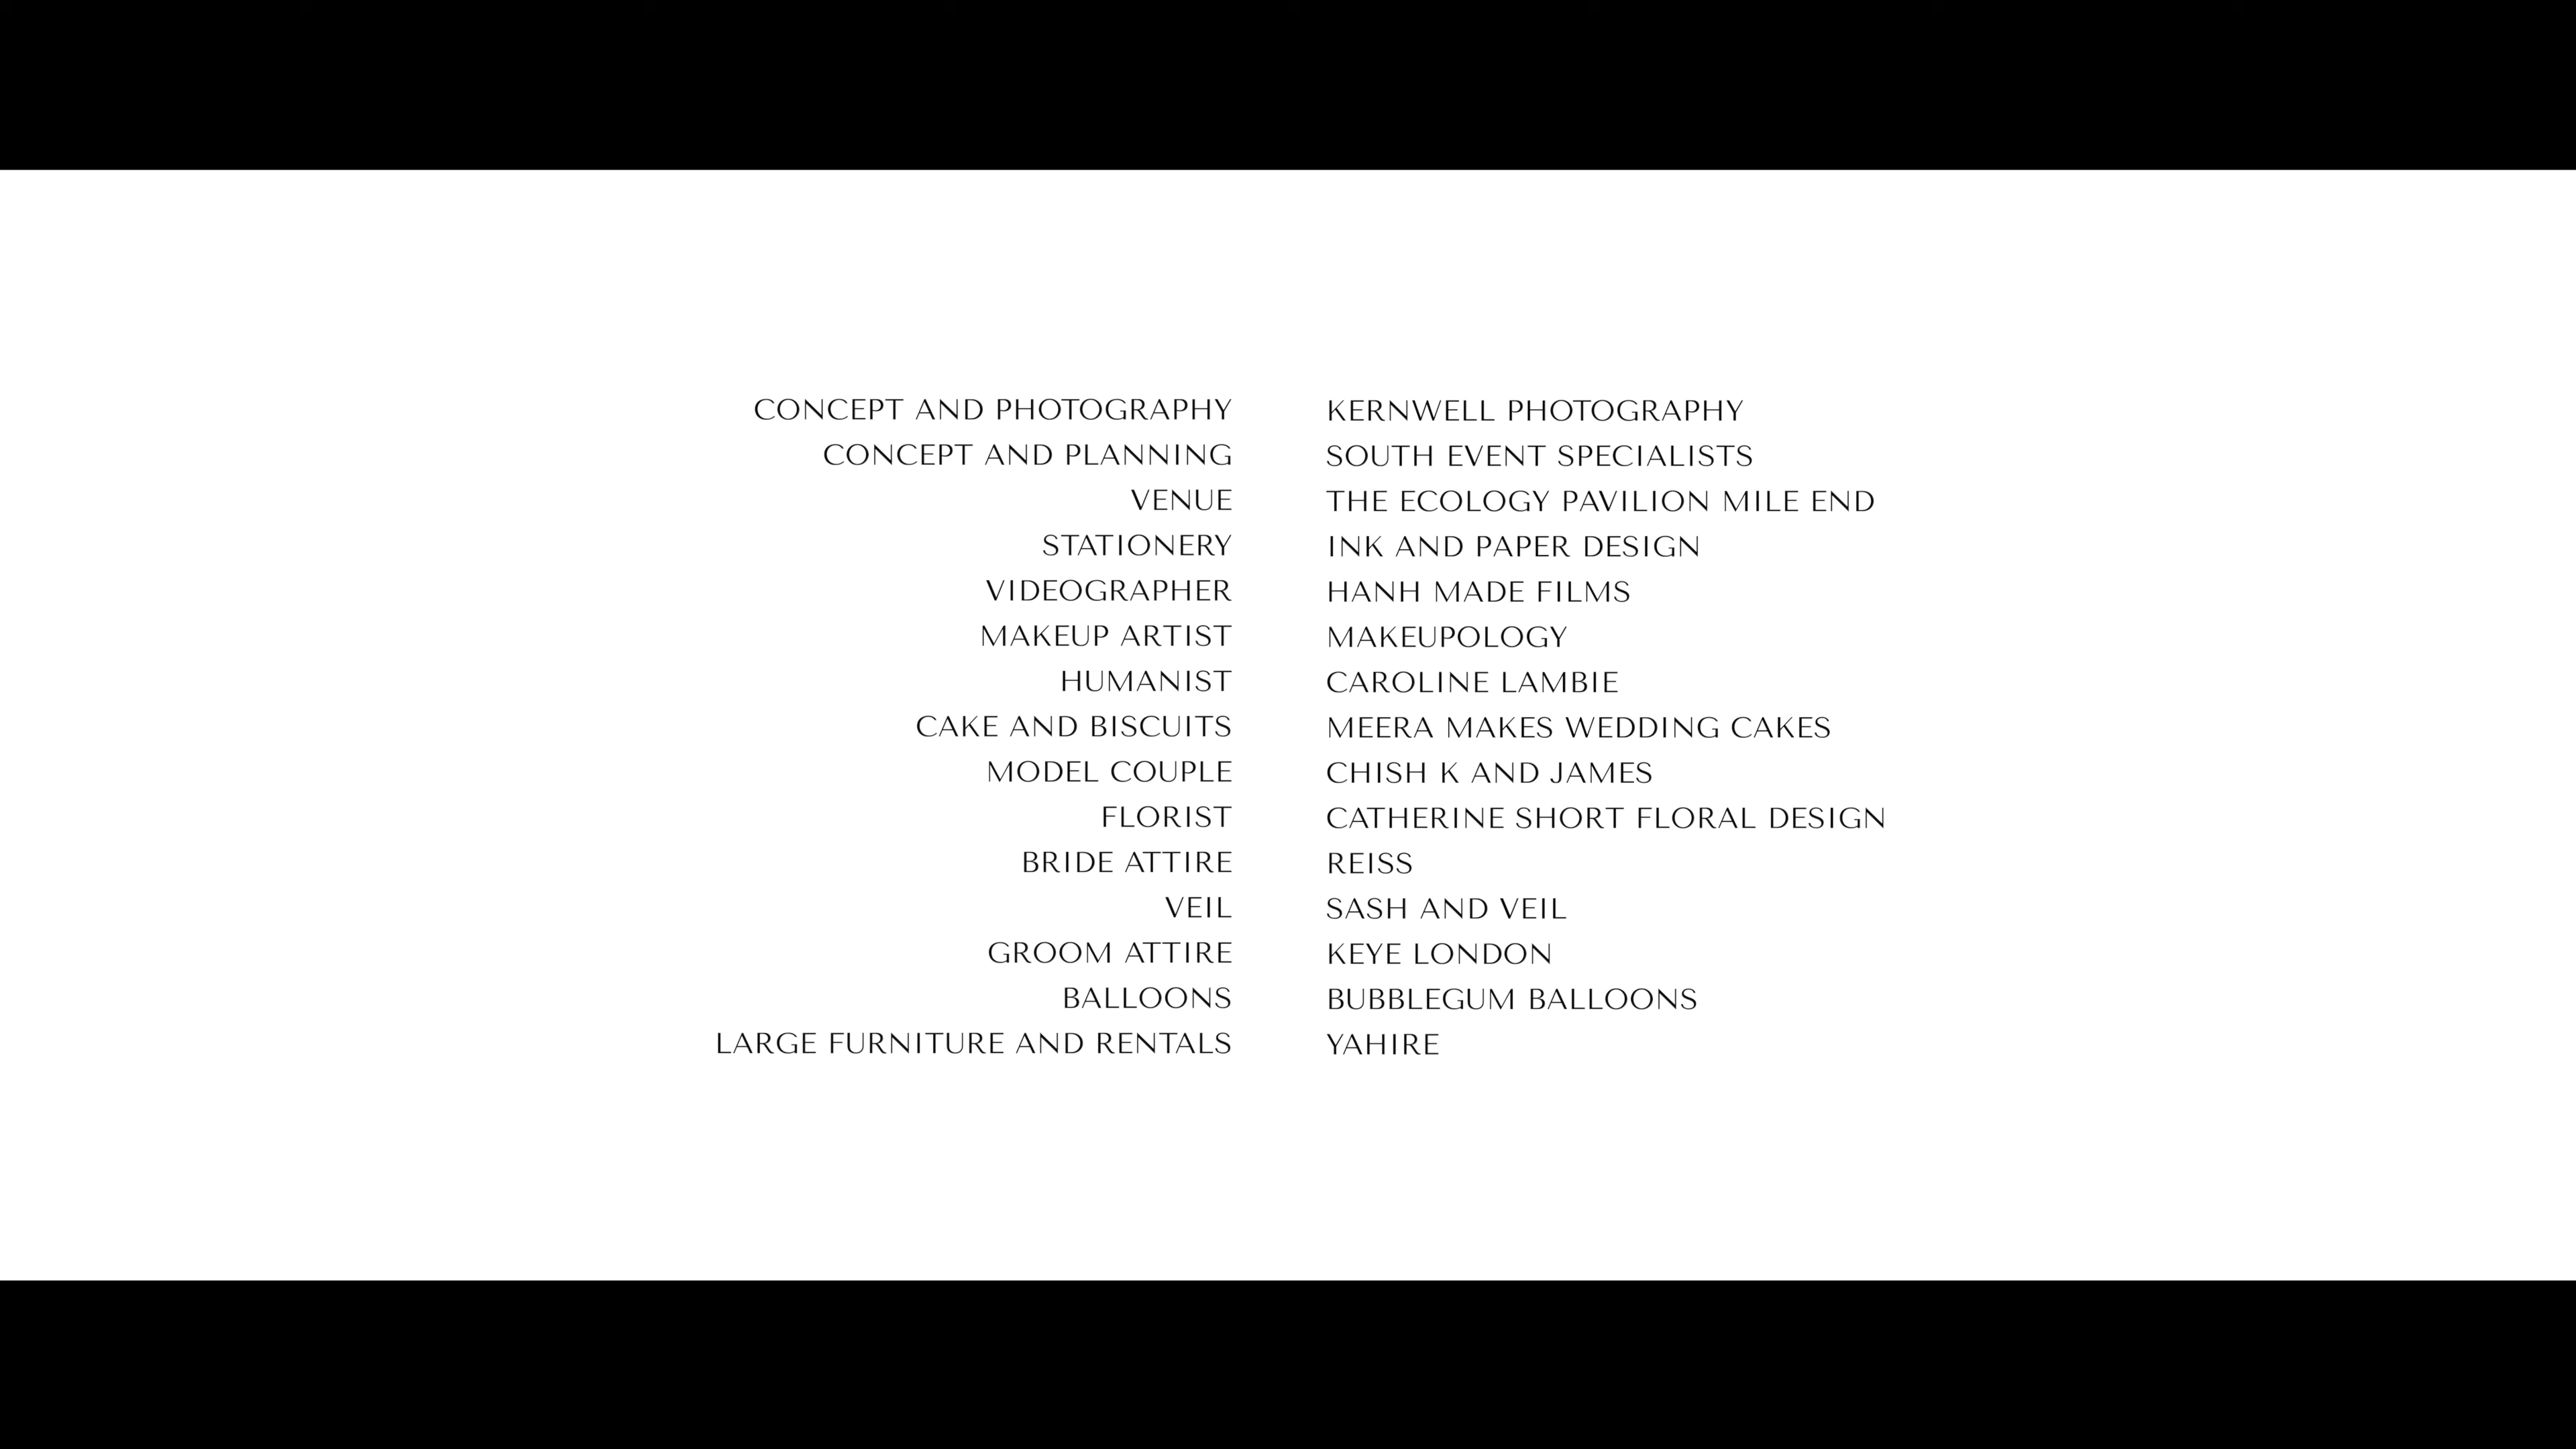 CONCEPT AND PHOTOGRAPHY KERNWELL PHOTOGRAPHY
CONCEPT AND PLANNING SOUTH EVENT SPECIALISTS
VENUE THE ECOLOGY PAVILION MILE END
STATIONERY INK AND PAPER DESIGN
VIDEOGRAPHER HANH MADE FILMS
MAKEUP ARTIST MAKEUPOLOGY
HUMANIST CAROLINE LAMBIE
CAKE AND BISCUITS MEERA MAKES WEDDING CAKES
MODEL COUPLE CHISH K AND JAMES
FLORIST CATHERINE SHORT FLORAL DESIGN
BRIDE ATTIRE REISS
VEIL SASH AND VEIL
GROOM ATTIRE KEYE LONDON
BALLOONS BUBBLEGUM BALLOONS
LARGE FURNITURE AND RENTALS YAHIRE